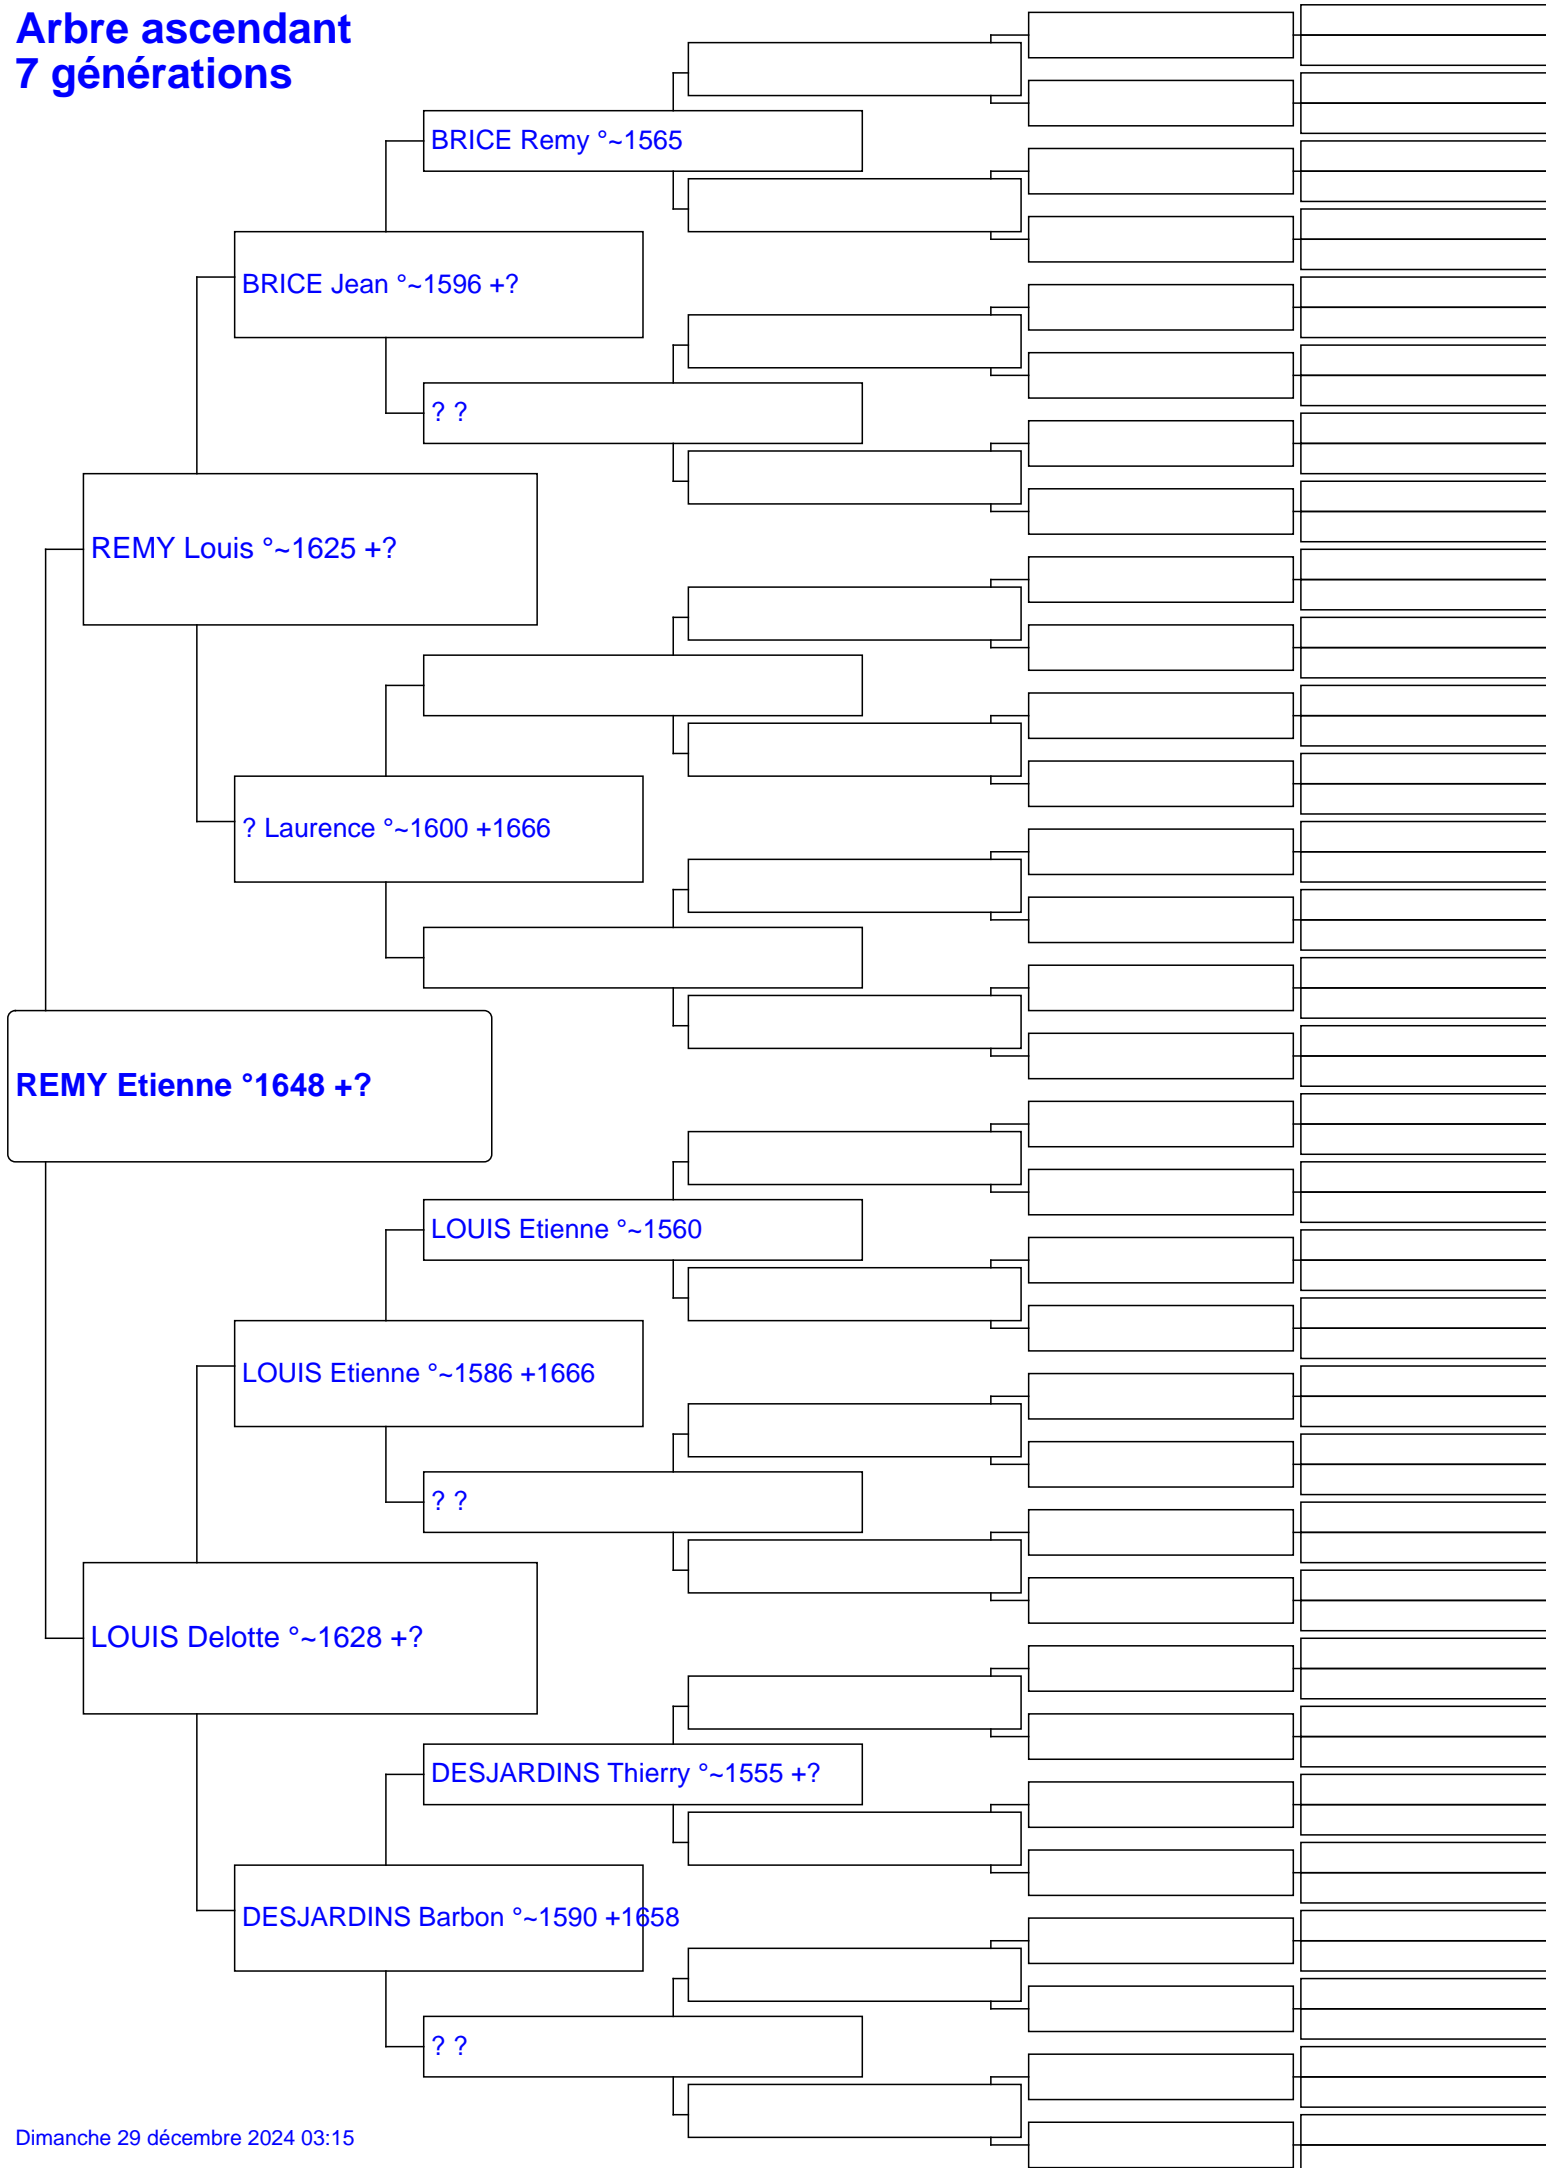 Arbre ascendant
7 générations
BRICE Remy °~1565
BRICE Jean °~1596 +?
? ?
REMY Louis °~1625 +?
? Laurence °~1600 +1666
REMY Etienne °1648 +?
LOUIS Etienne °~1560
LOUIS Etienne °~1586 +1666
? ?
LOUIS Delotte °~1628 +?
DESJARDINS Thierry °~1555 +?
DESJARDINS Barbon °~1590 +1658
? ?
Dimanche 29 décembre 2024 03:15